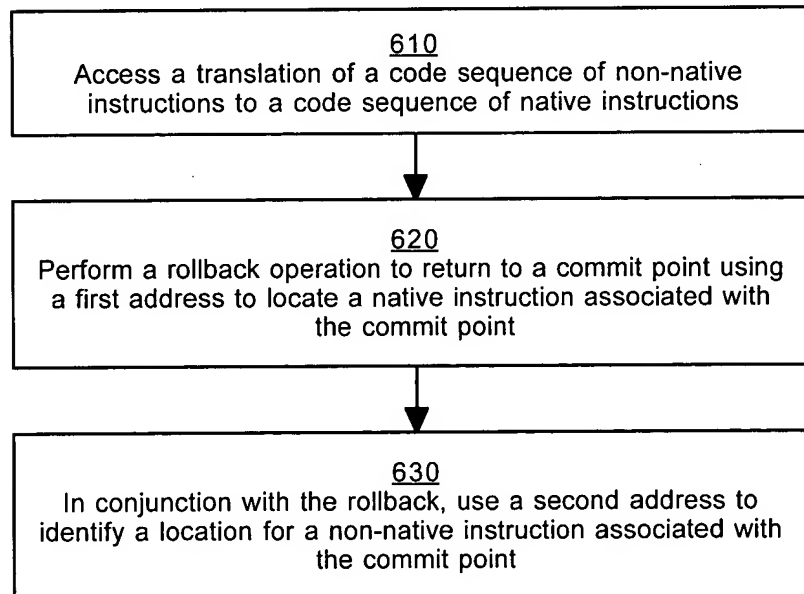 610
Access a translation of a code sequence of non-native
instructions to a code sequence of native instructions
620
Perform a rollback operation to return to a commit point using
a first address to locate a native instruction associated with
the commit point
630
In conjunction with the rollback, use a second address to
identify a location for a non-native instruction associated with
the commit point